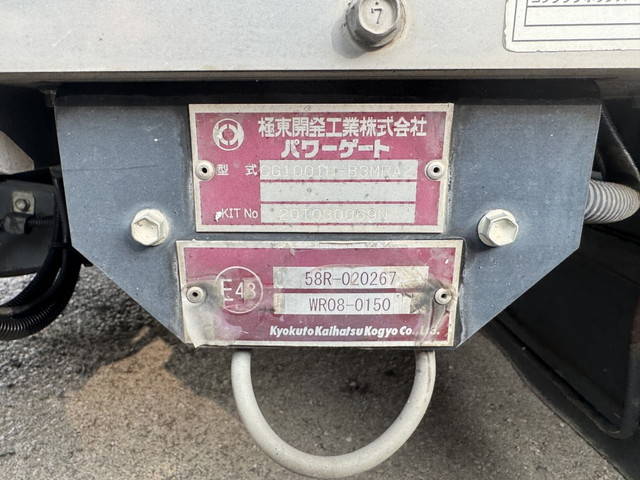 7
極東開発工業株式会社
パワーゲート
型 式
KIT No
E43
58R-020267
WR08-0150
Kyokuto Kaihatsu Kogyo Co., Ltd.